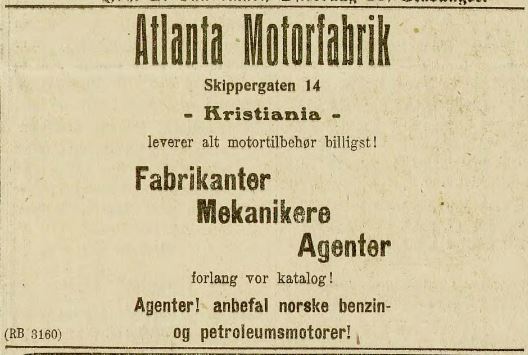 Atlanta Motorfabrik
Skippergaten 14
- Kristiania -
leverer alt motortilbehør billigst!
Fabrikanter
Mekanikere
Agenter
forlang vor katalog!
Agenter! anbefal norske benzin-
og petroleumsmotorer!
(RB 3160)